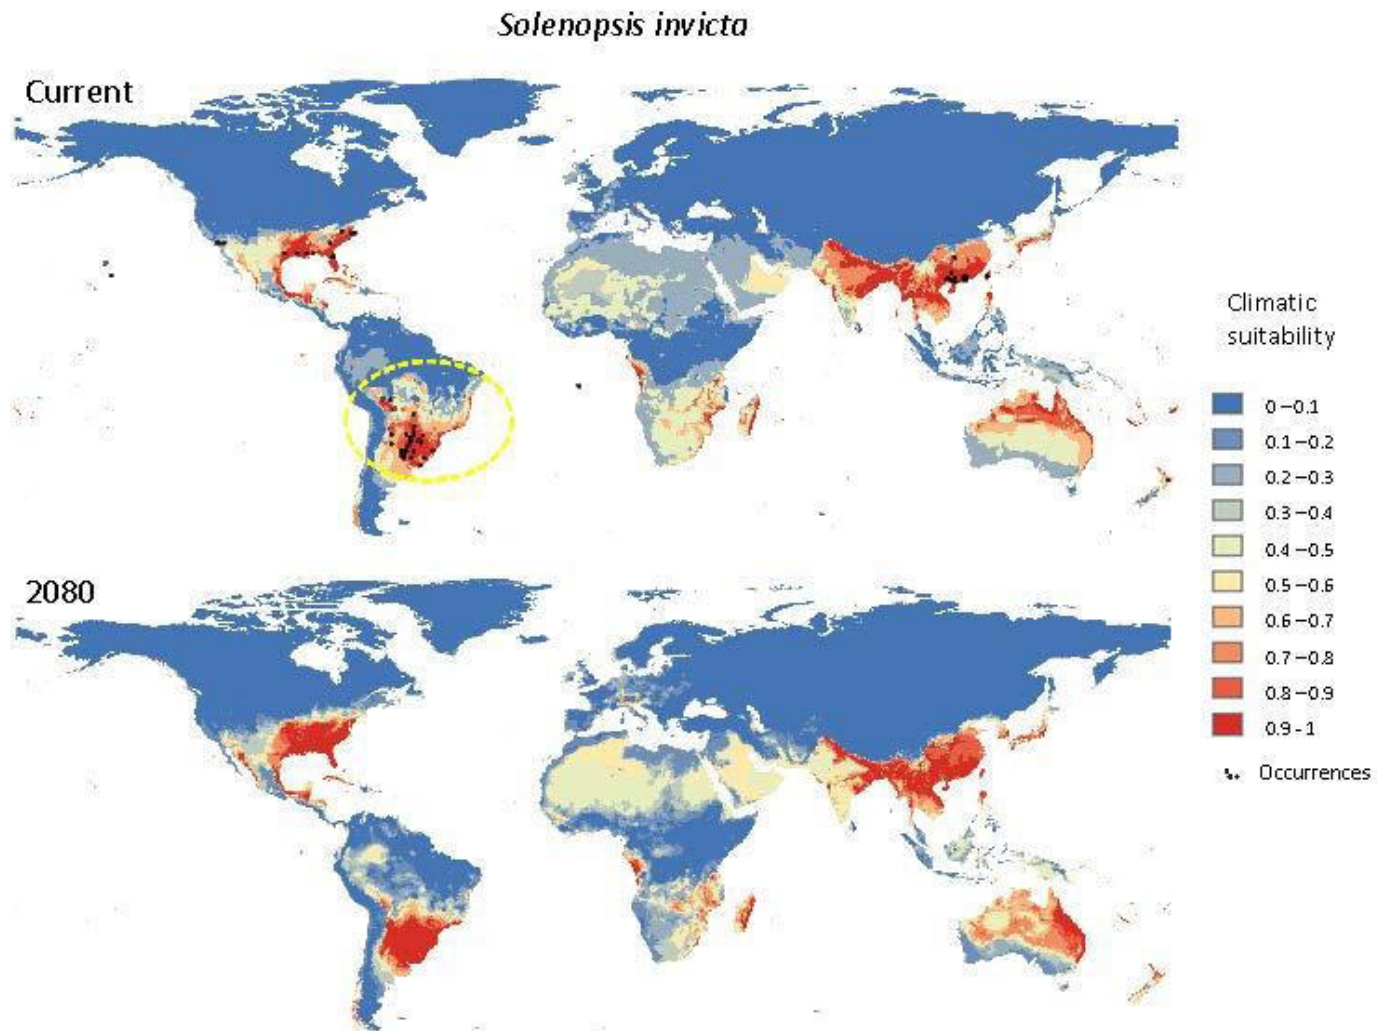 Solenopsis invicta
Current
Climatic
suitability
0 – 0.1
0.1 – 0.2
0.2 – 0.3
0.3 – 0.4
0.4 – 0.5
0.5 – 0.6
0.6 – 0.7
0.7 – 0.8
0.8 – 0.9
0.9 - 1
Occurrences
2080